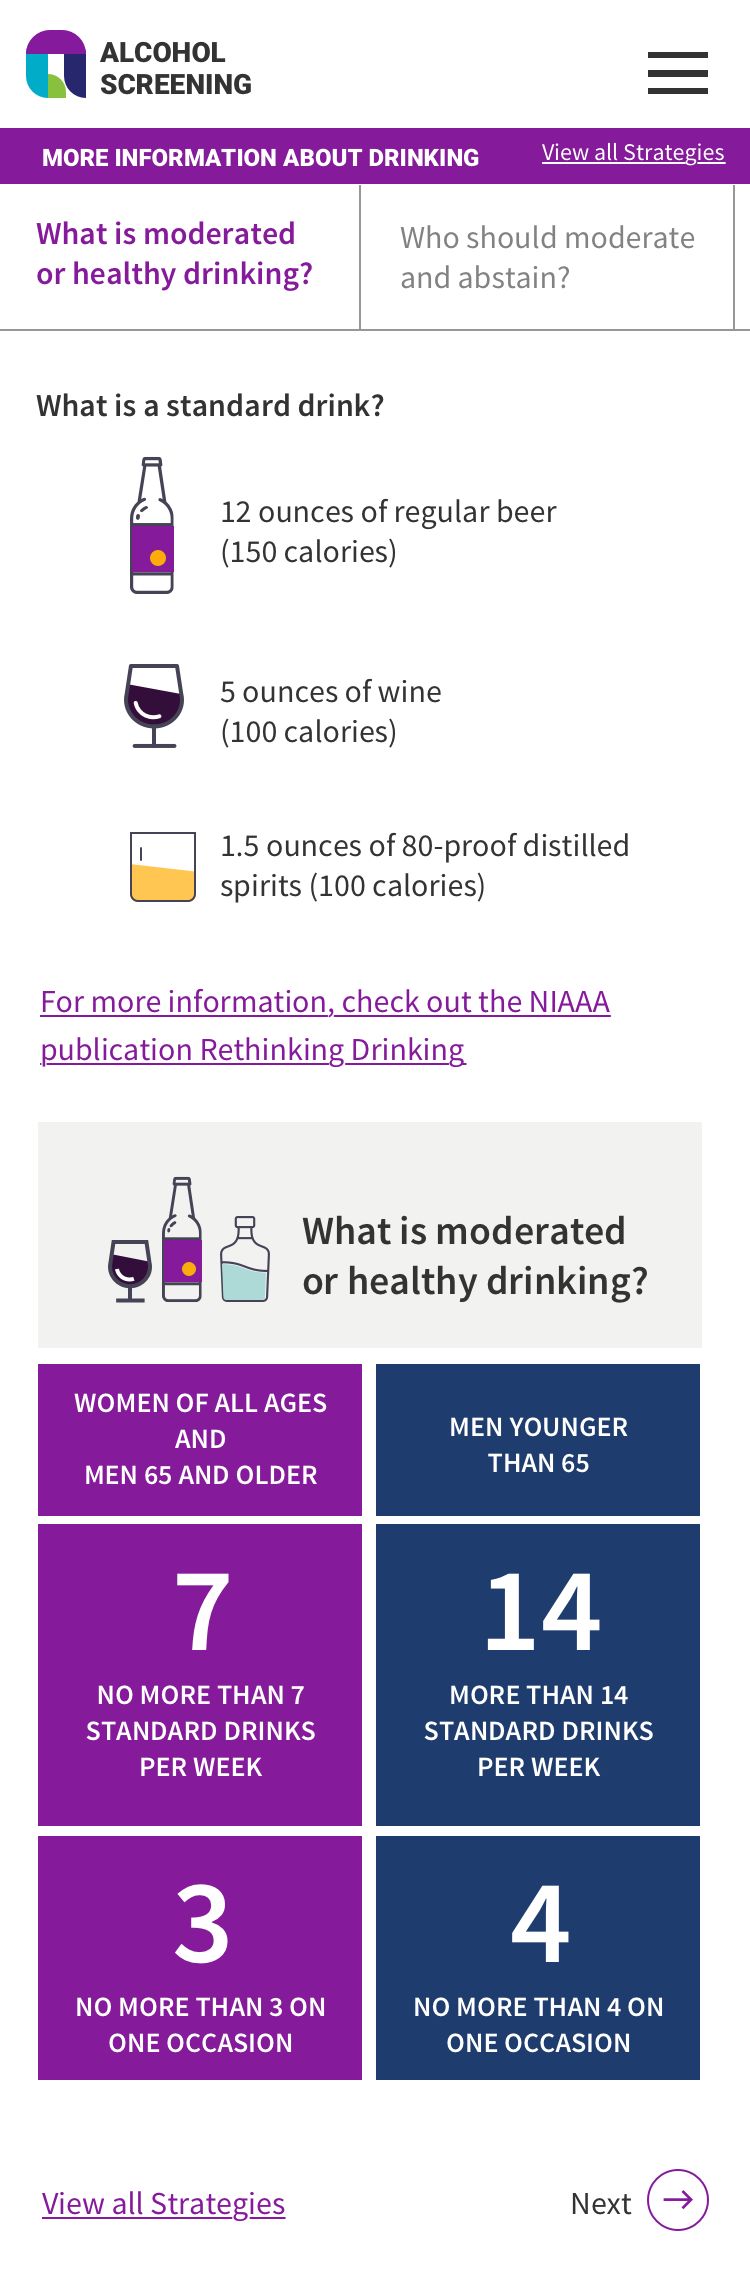 ALCOHOL
SCREENING
MORE INFORMATION ABOUT DRINKING
View all Strategies
What is moderated
or healthy drinking?
Who should moderate
and abstain?
What is a standard drink?
12 ounces of regular beer
(150 calories)
5 ounces of wine
(100 calories)
1.5 ounces of 80-proof distilled
spirits (100 calories)
For more information, check out the NIAAA
publication Rethinking Drinking
What is moderated
or healthy drinking?
WOMEN OF ALL AGES
AND
MEN 65 AND OLDER
MEN YOUNGER
THAN 65
7
NO MORE THAN 7
STANDARD DRINKS
PER WEEK
14
MORE THAN 14
STANDARD DRINKS
PER WEEK
3
NO MORE THAN 3 ON
ONE OCCASION
4
NO MORE THAN 4 ON
ONE OCCASION
View all Strategies
Next